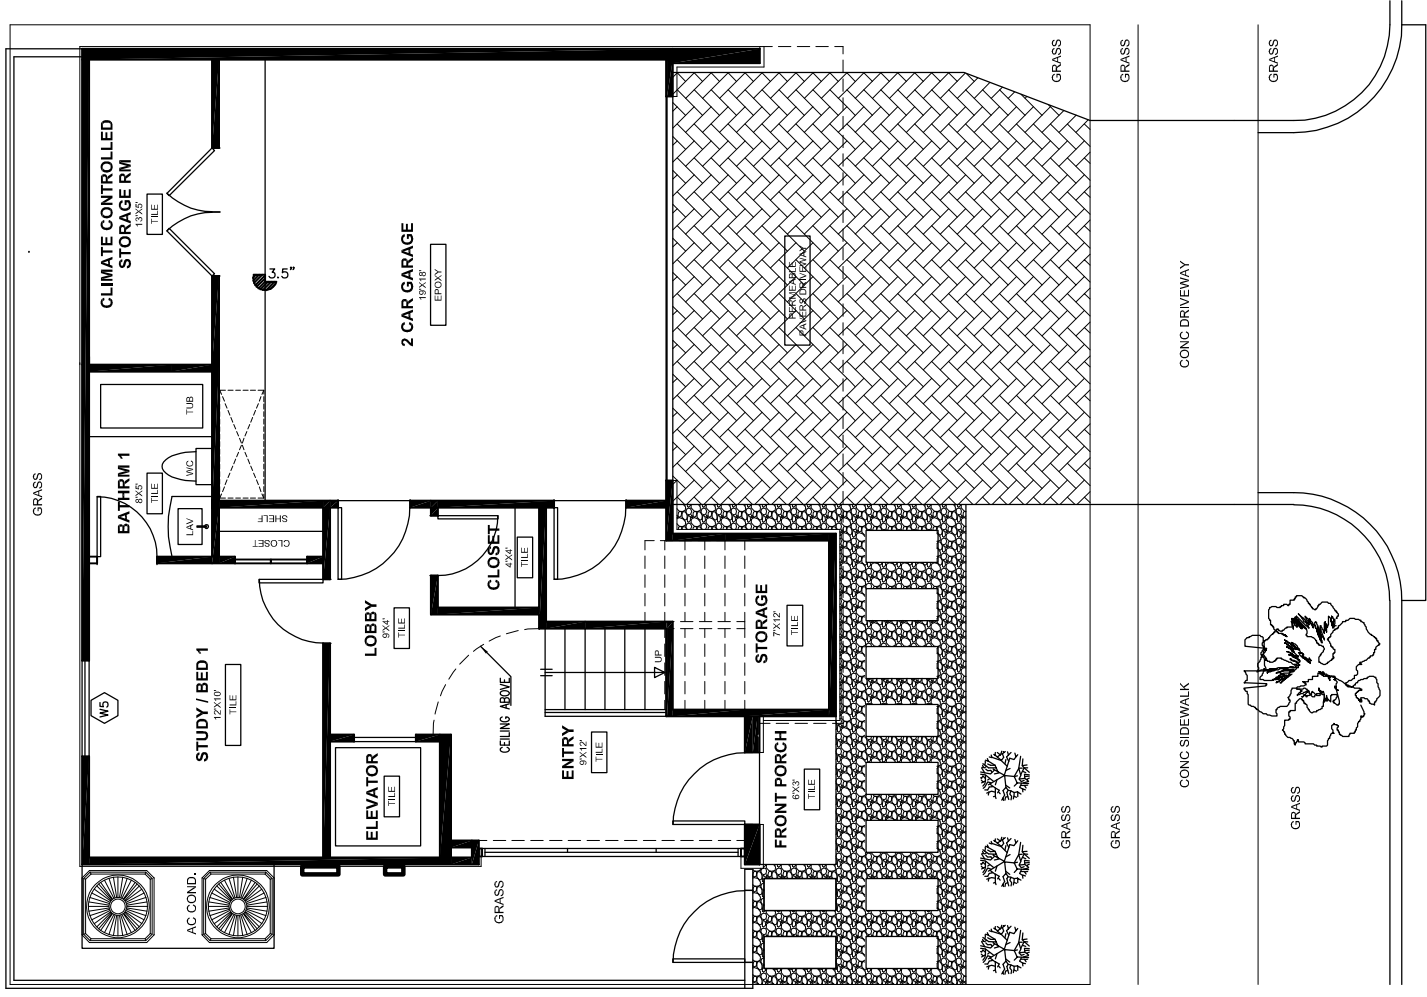 GRASS
GRASS
GRASS
GRASS
CLIMATE CONTROLLED
STORAGE RM
13'X5'
TILE
3.5"
2 CAR GARAGE
19'X18'
EPOXY
PERMEABLE
PAVERS DRIVEWAY
CONC DRIVEWAY
TUB
BATHRM 1
8'X5'
TILE
WC
LAV
SHELF
CLOSET
CLOSET
4'X4'
TILE
LOBBY
9'X4'
TILE
STORAGE
7'X12'
TILE
UP
STUDY / BED 1
12'X10'
TILE
W5
CEILING ABOVE
ENTRY
9'X12'
TILE
ELEVATOR
TILE
FRONT PORCH
6'X3'
TILE
CONC SIDEWALK
GRASS
GRASS
GRASS
AC COND.
GRASS